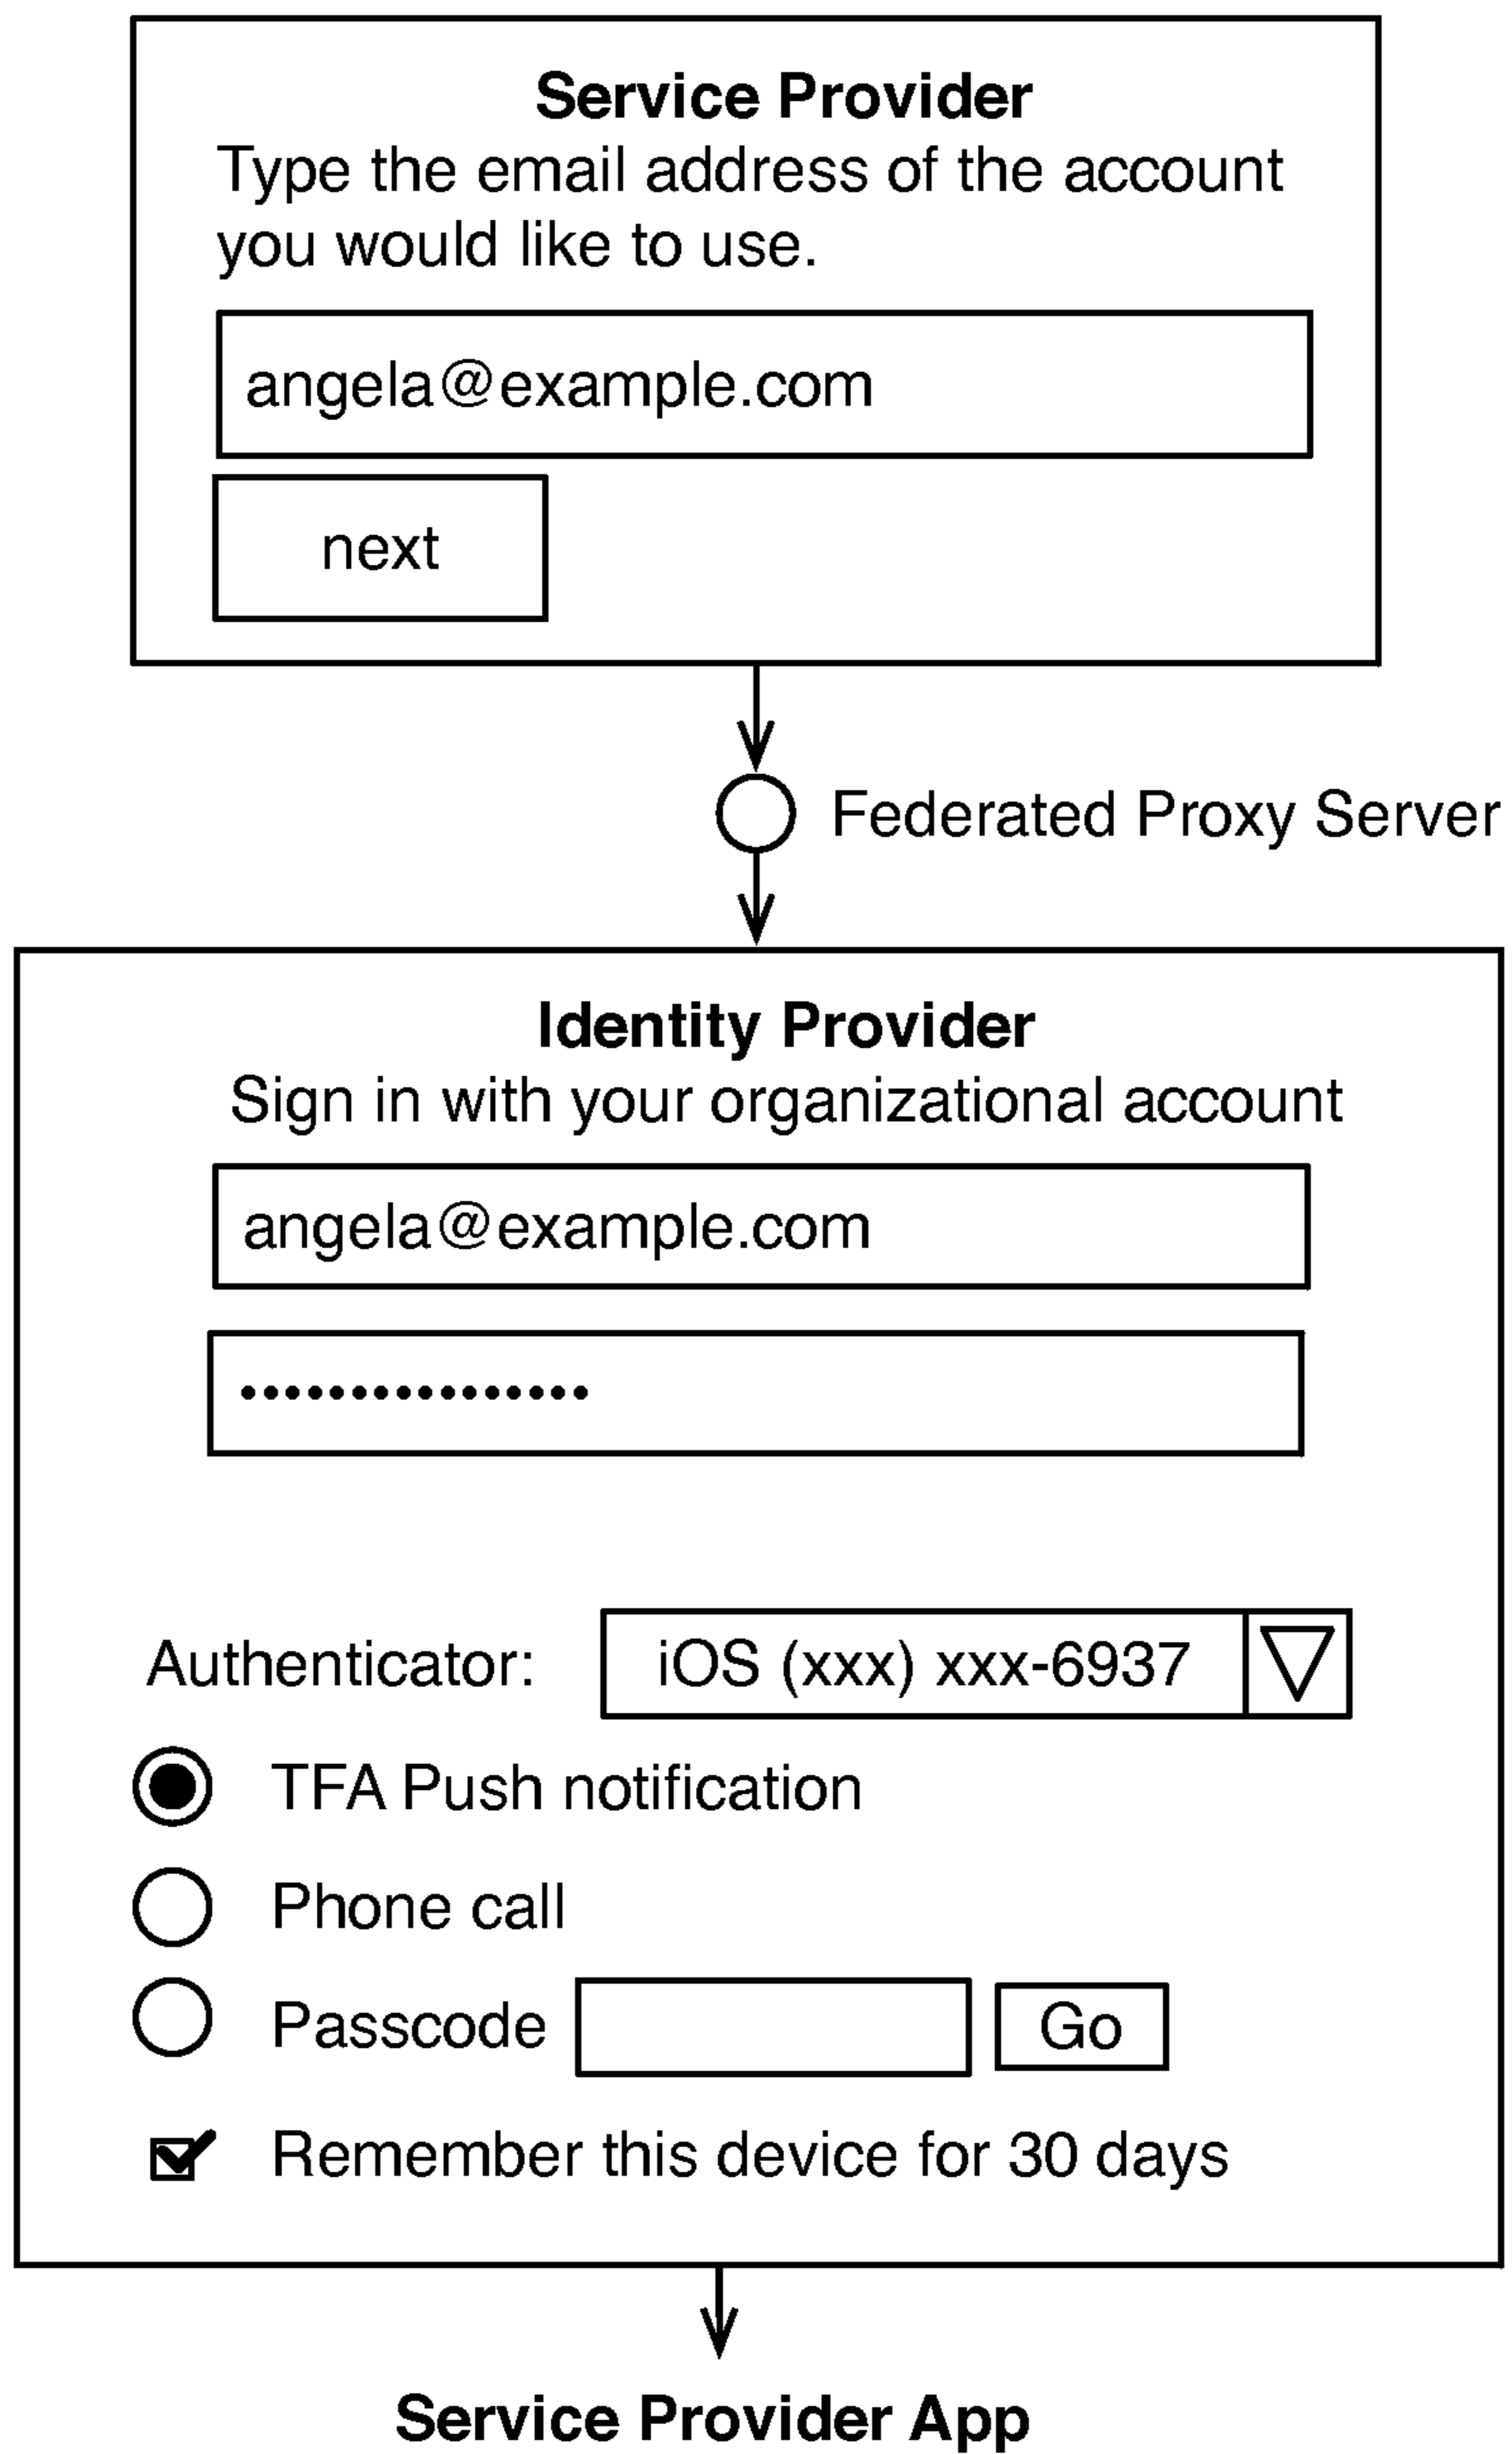 Service Provider
Type the email address of the account
you would like to use.
angela@example.com
next
Federated Proxy Server
Identity Provider
Sign in with your organizational account
angela@example.com
••••••••••••••••
Authenticator: iOS (xxx) xxx-6937
TFA Push notification
Phone call
Passcode Go
Remember this device for 30 days
Service Provider App